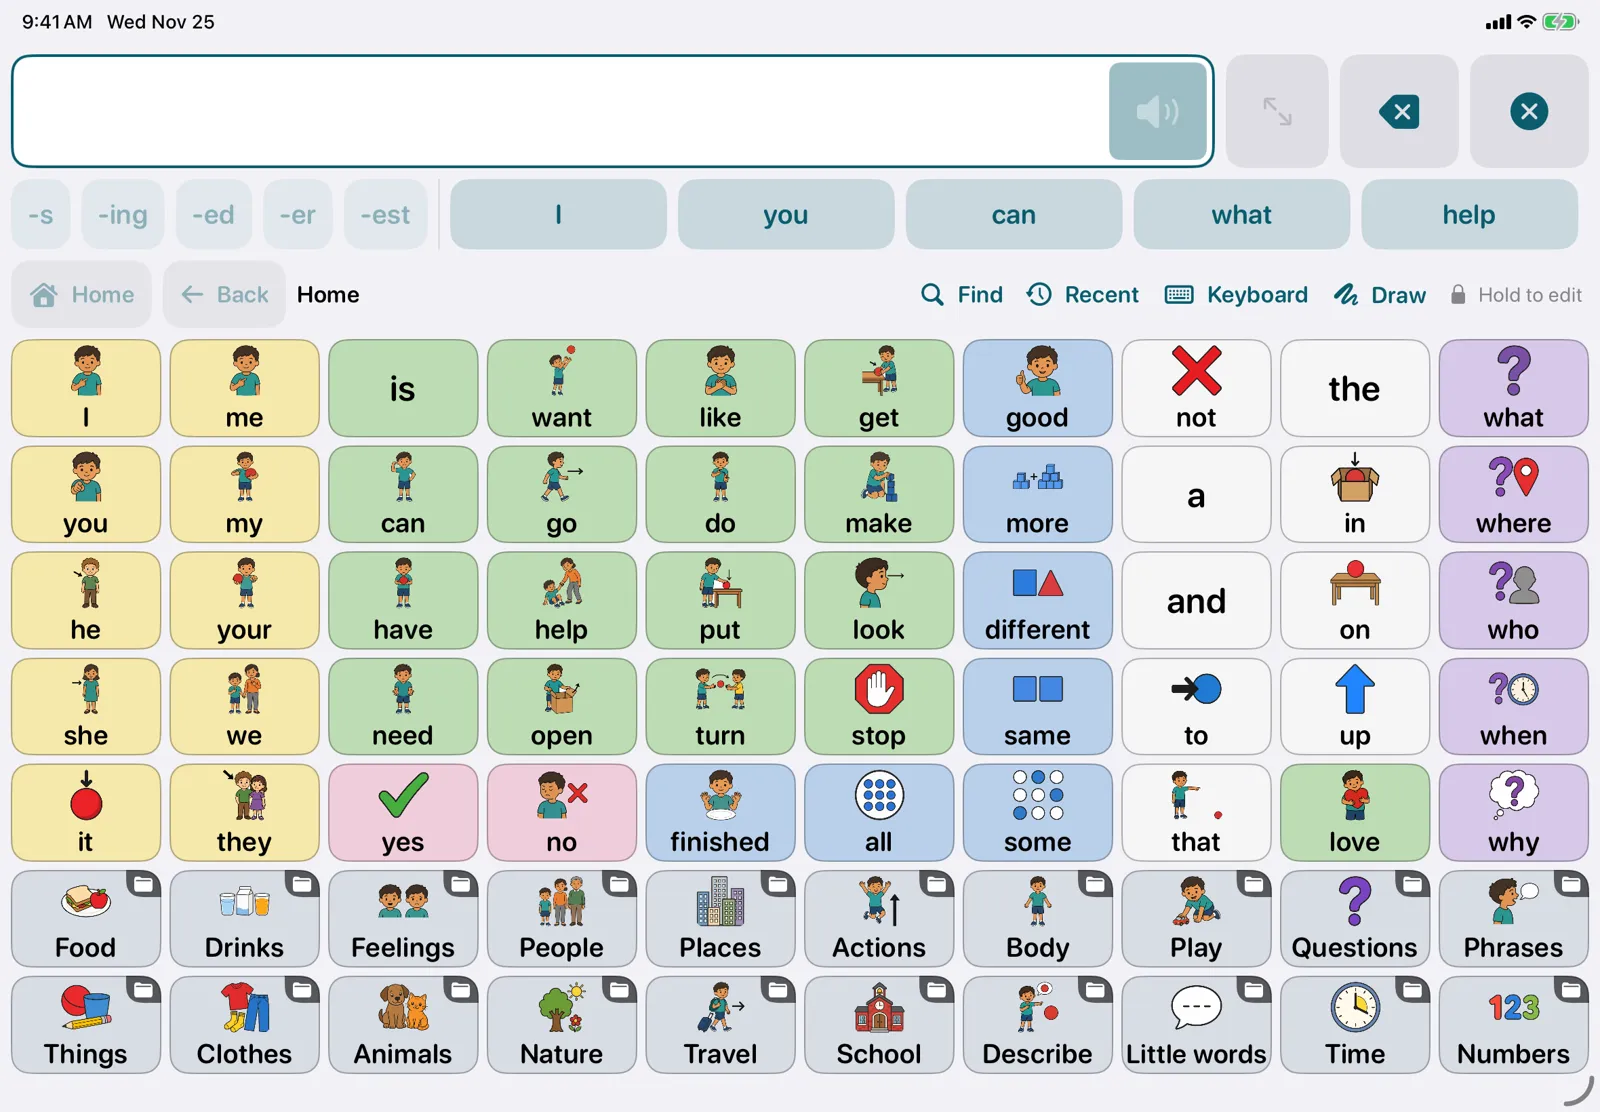 9:41 AM Wed Nov 25
-s -ing -ed -er -est I you can what help
Home Back Home Find Recent Keyboard Draw Hold to edit
I me is want like get good not the what
you my can go do make more a in where
he your have help put look different and on who
she we need open turn stop same to up when
it they yes no finished all some that love why
Food Drinks Feelings People Places Actions Body Play Questions Phrases
123
Things Clothes Animals Nature Travel School Describe Little words Time Numbers